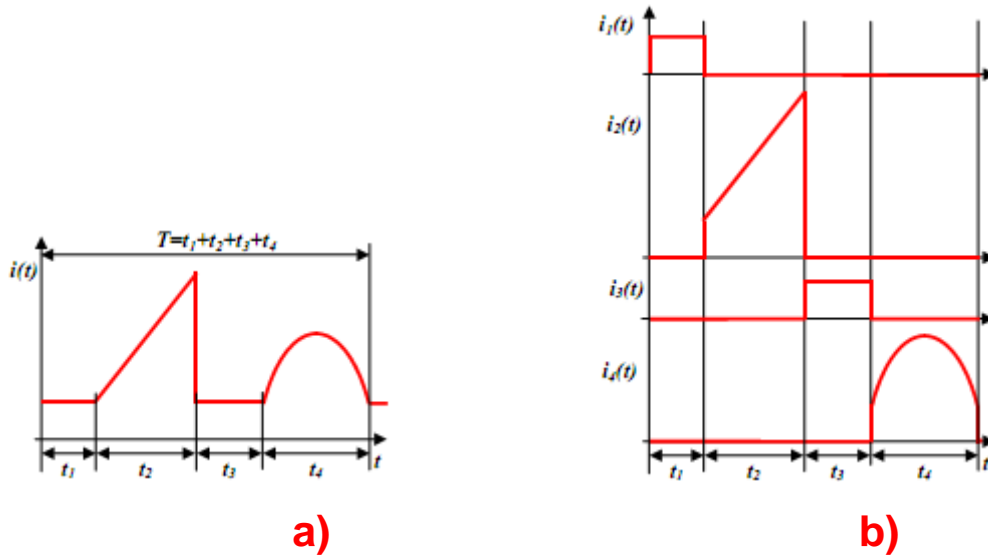 T=t₁+t₂+t₃+t₄
i(t)
t₁ t₂ t₃ t₄ t
a)
i₁(t)
i₂(t)
i₃(t)
i₄(t)
t₁ t₂ t₃ t₄ t
b)